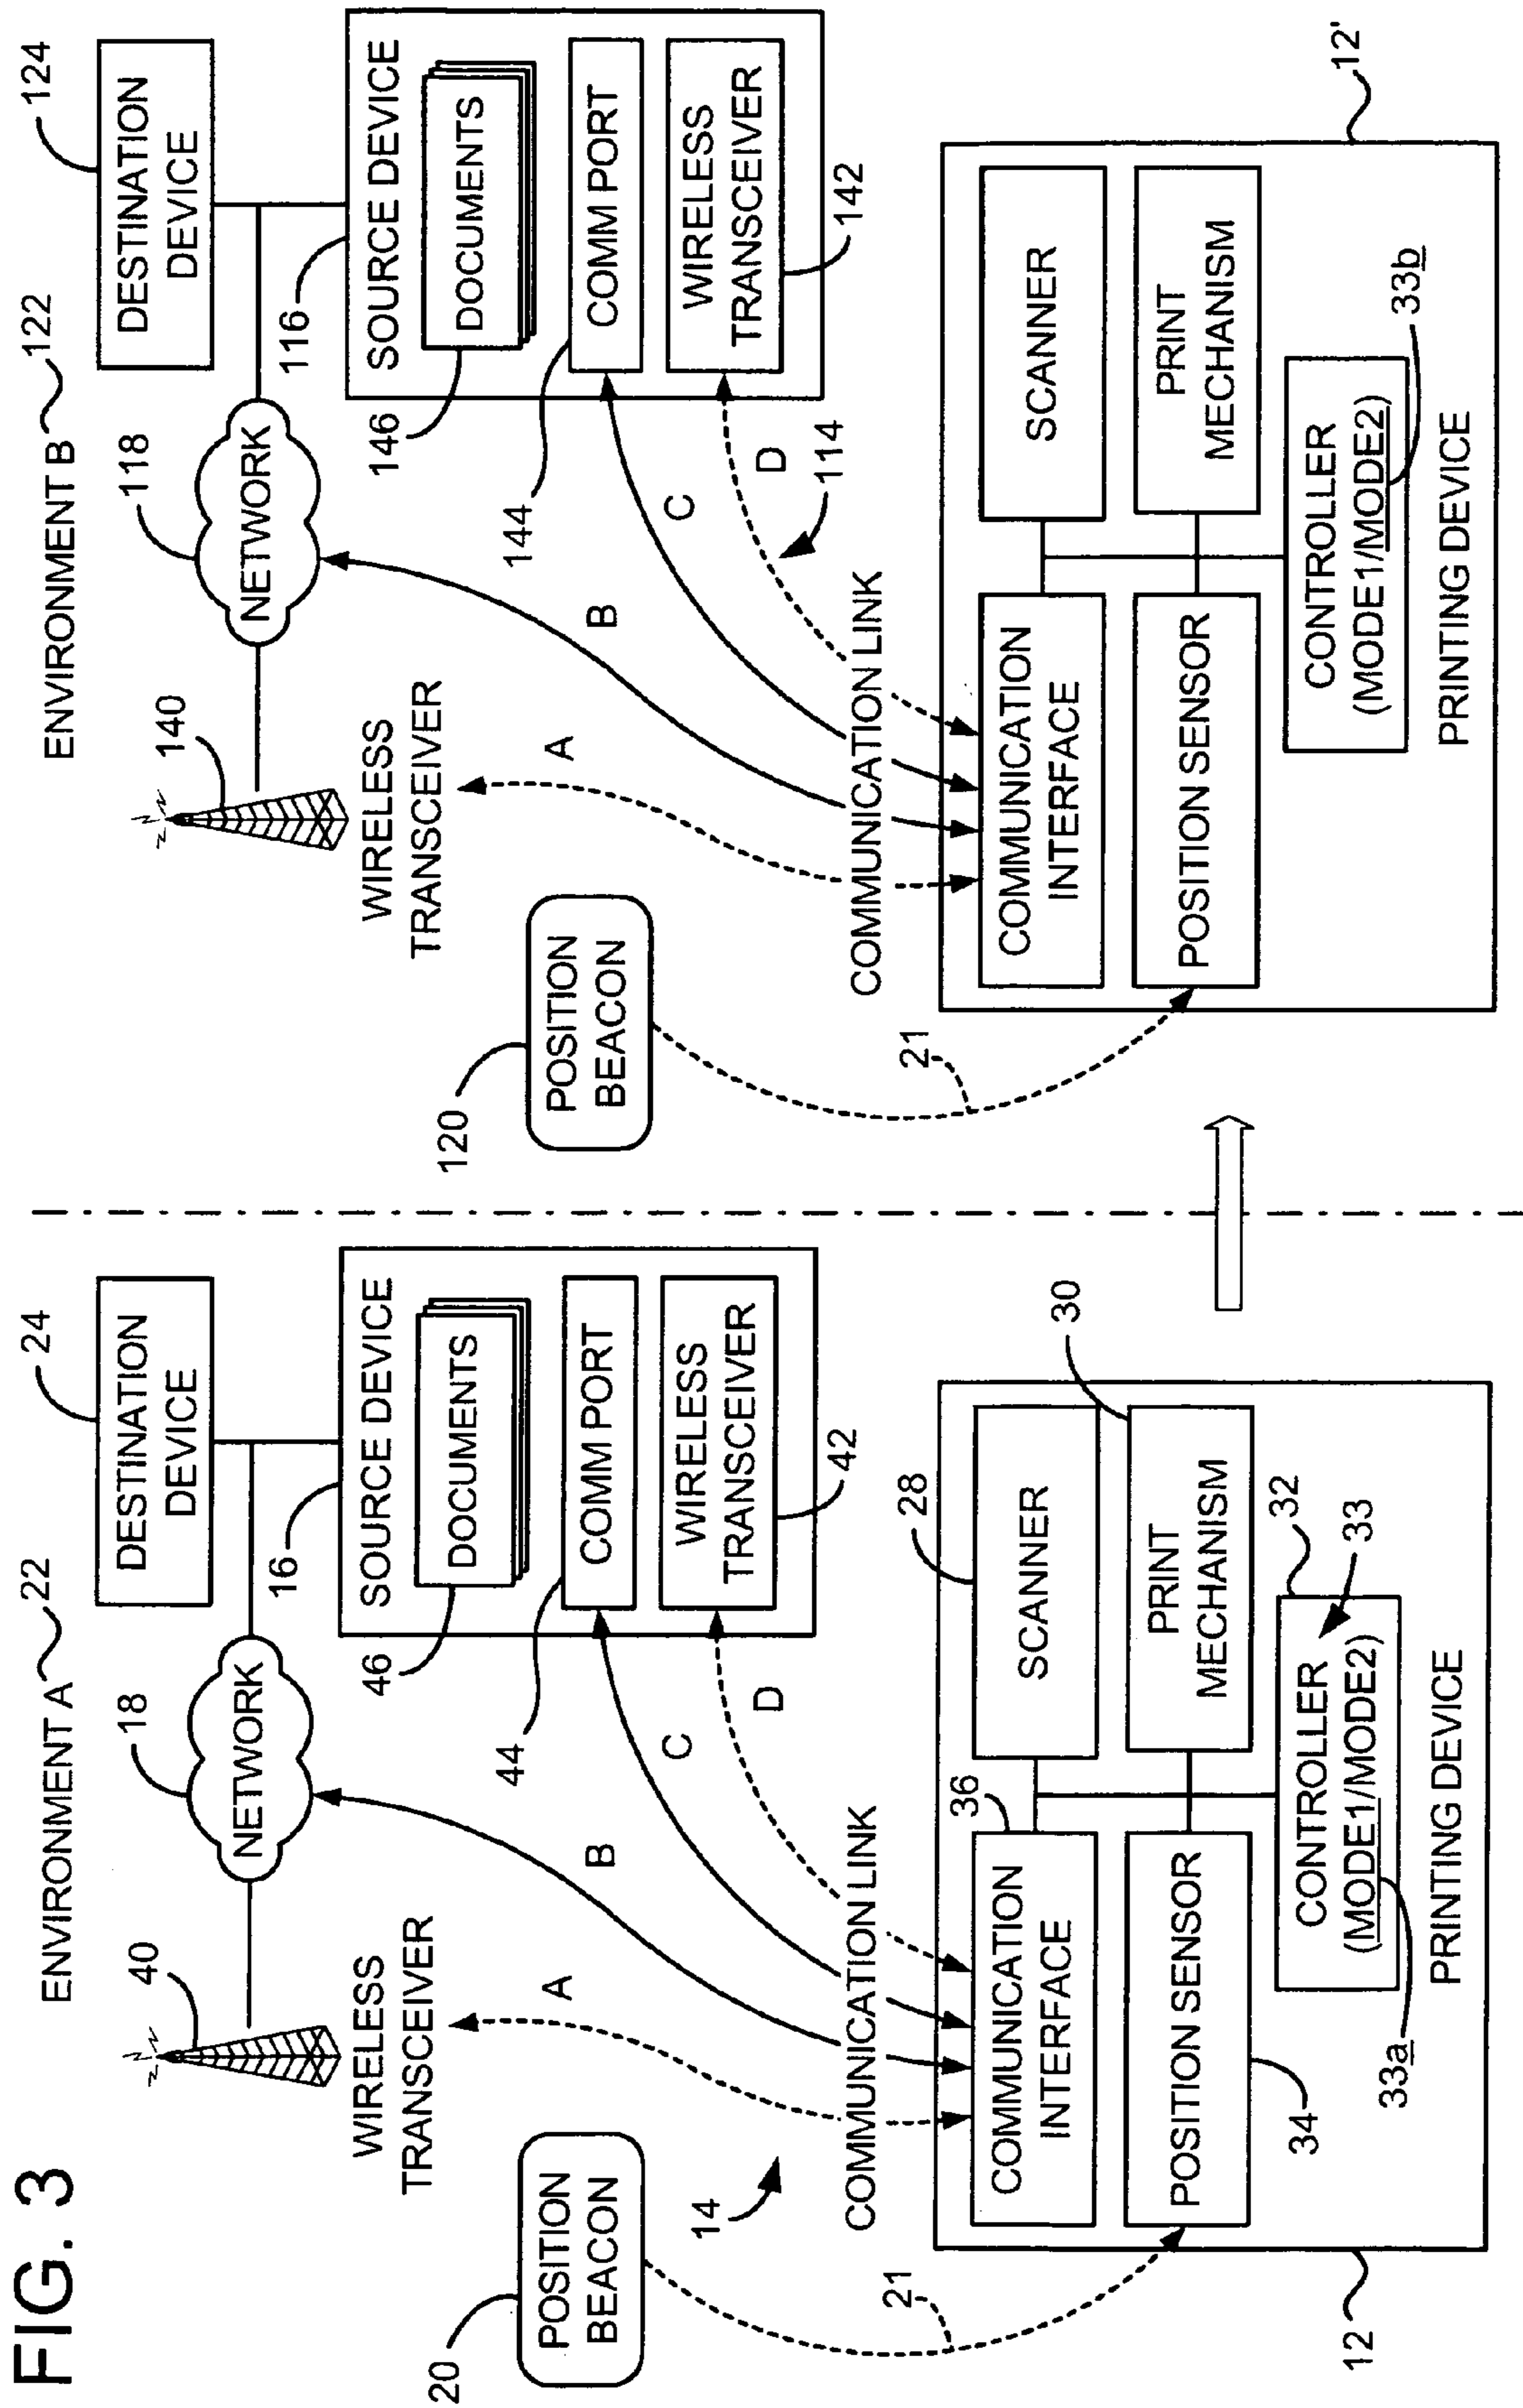 FIG. 3
ENVIRONMENT A
22
24
DESTINATION
DEVICE
18
NETWORK
40
WIRELESS
TRANSCEIVER
16
SOURCE DEVICE
DOCUMENTS
46
COMM PORT
44
WIRELESS
TRANSCEIVER
42
20
POSITION
BEACON
21
14
A
B
C
D
COMMUNICATION LINK
36
COMMUNICATION
INTERFACE
28
SCANNER
30
PRINT
MECHANISM
POSITION SENSOR
34
32
33
CONTROLLER
(MODE1/MODE2)
33a
PRINTING DEVICE
12
ENVIRONMENT B
122
124
DESTINATION
DEVICE
118
NETWORK
140
WIRELESS
TRANSCEIVER
116
SOURCE DEVICE
DOCUMENTS
146
COMM PORT
144
WIRELESS
TRANSCEIVER
142
120
POSITION
BEACON
21
114
A
B
C
D
COMMUNICATION LINK
COMMUNICATION
INTERFACE
SCANNER
PRINT
MECHANISM
POSITION SENSOR
CONTROLLER
(MODE1/MODE2)
33b
PRINTING DEVICE
12'